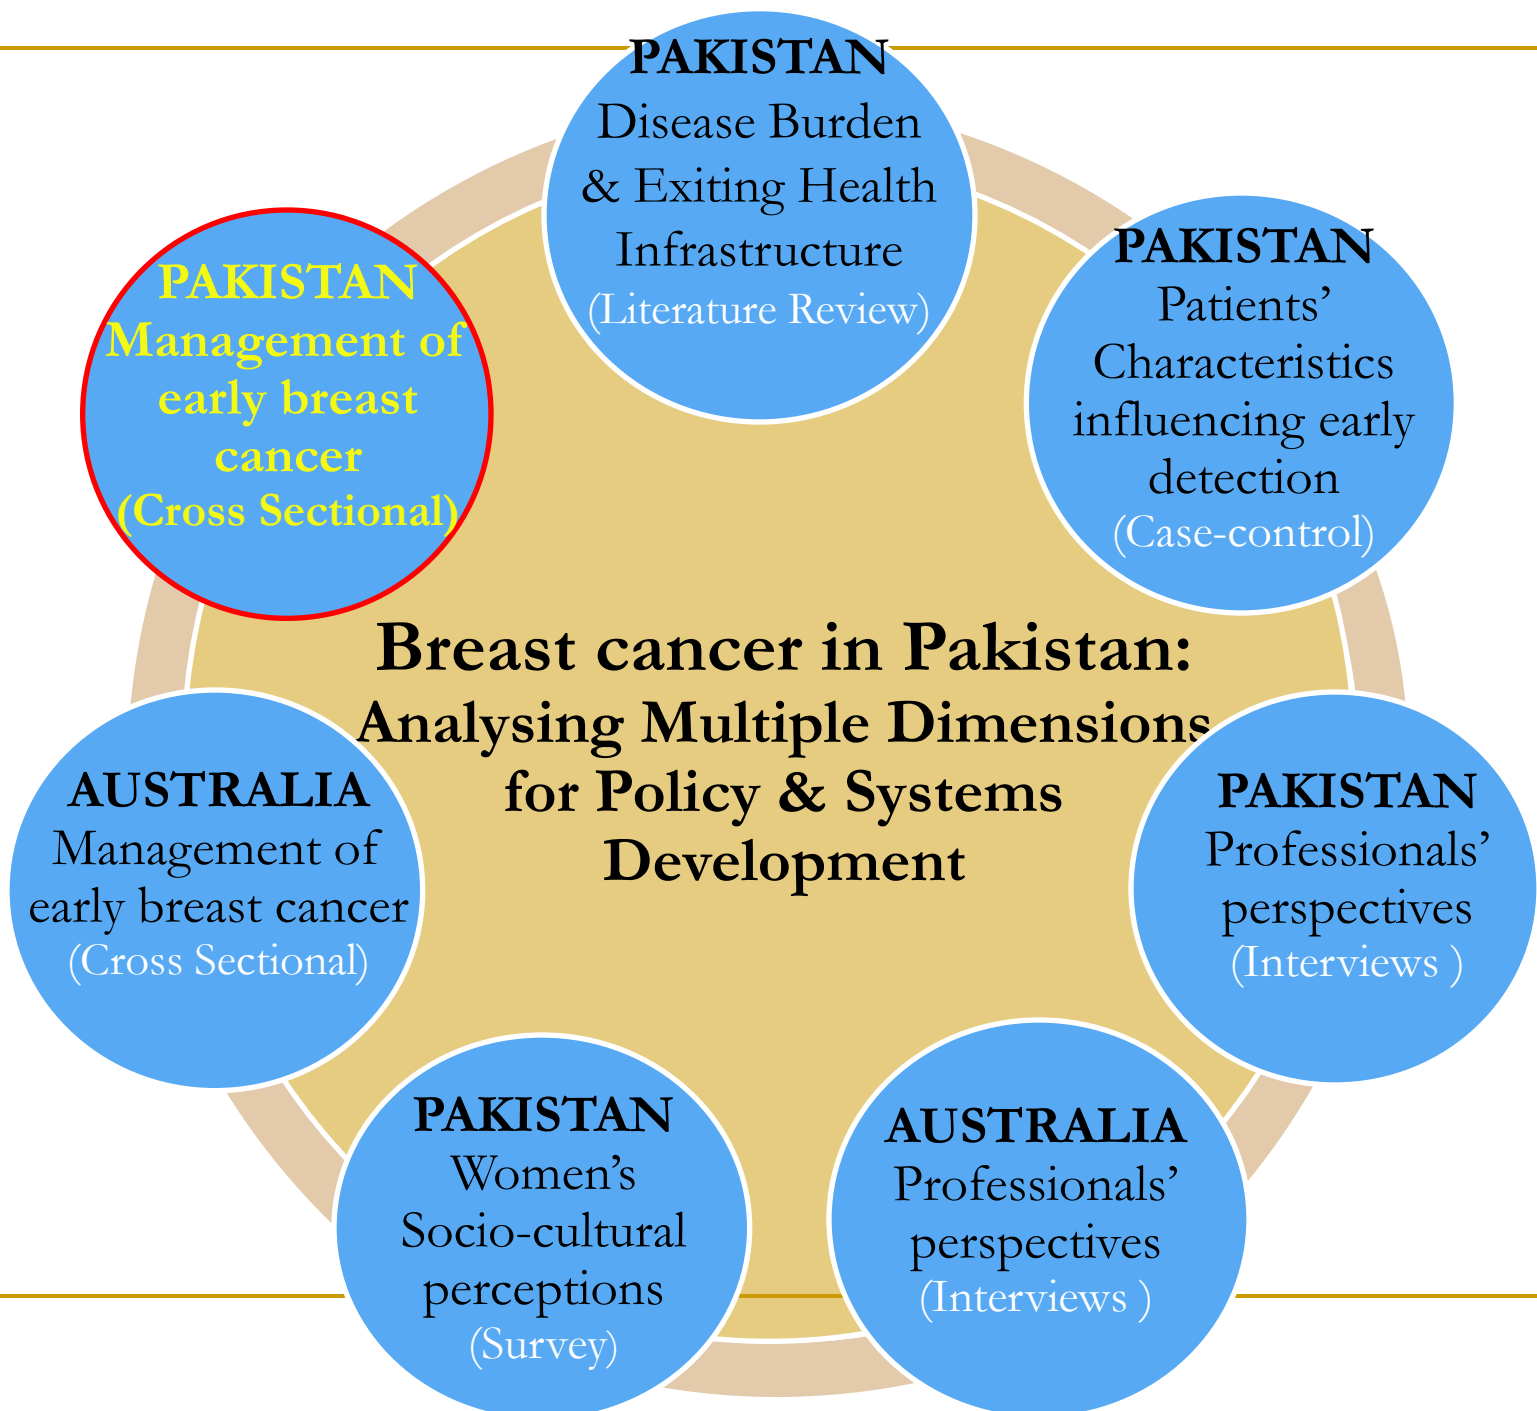 PAKISTAN
Disease Burden
& Exiting Health
Infrastructure
(Literature Review)
PAKISTAN
Patients’
Characteristics
influencing early
detection
(Case-control)
PAKISTAN
Professionals’
perspectives
(Interviews )
AUSTRALIA
Professionals’
perspectives
(Interviews )
PAKISTAN
Women’s
Socio-cultural
perceptions
(Survey)
AUSTRALIA
Management of
early breast cancer
(Cross Sectional)
PAKISTAN
Management of
early breast
cancer
(Cross Sectional)
Breast cancer in Pakistan:
Analysing Multiple Dimensions
for Policy & Systems
Development